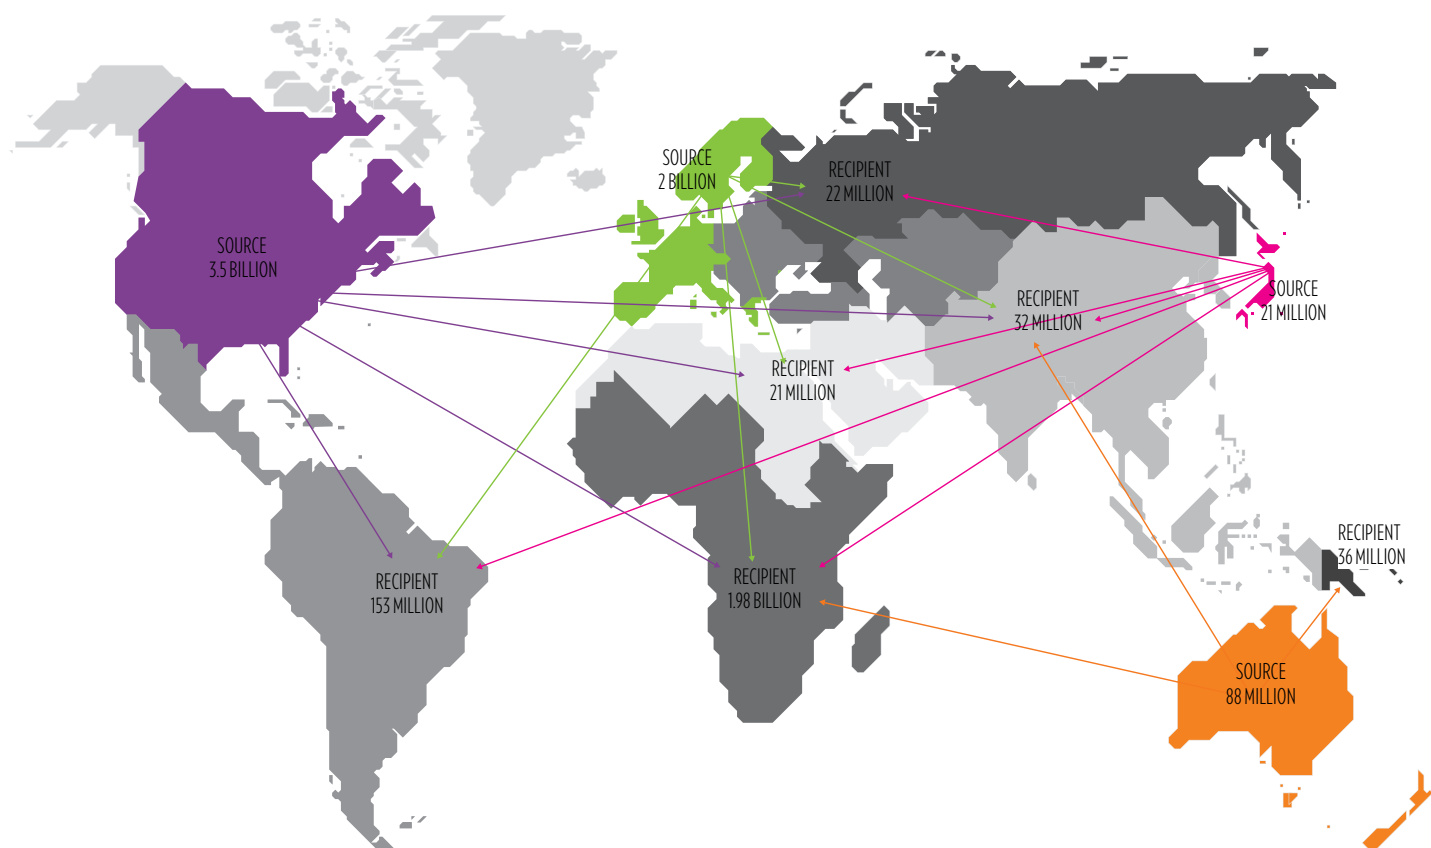 SOURCE
2 BILLION
RECIPIENT
22 MILLION
SOURCE
3.5 BILLION
SOURCE
21 MILLION
RECIPIENT
32 MILLION
RECIPIENT
21 MILLION
RECIPIENT
36 MILLION
RECIPIENT
153 MILLION
RECIPIENT
1.98 BILLION
SOURCE
88 MILLION